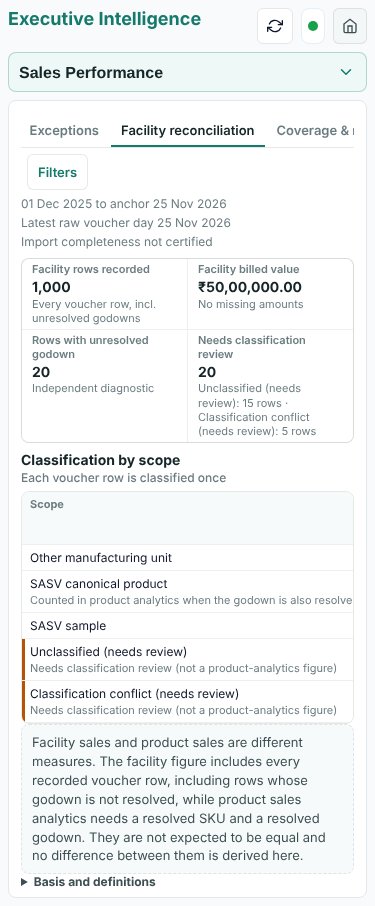 Executive Intelligence
Sales Performance
Exceptions Facility reconciliation Coverage &
Filters
01 Dec 2025 to anchor 25 Nov 2026
Latest raw voucher day 25 Nov 2026
Import completeness not certified
Facility rows recorded
1,000
Every voucher row, incl.
unresolved godowns
Facility billed value
₹50,00,000.00
No missing amounts
Rows with unresolved
godown
20
Independent diagnostic
Needs classification
review
20
Unclassified (needs
review): 15 rows ·
Classification conflict
(needs review): 5 rows
Classification by scope
Each voucher row is classified once
Scope
Other manufacturing unit
SASV canonical product
Counted in product analytics when the godown is also resolve
SASV sample
Unclassified (needs review)
Needs classification review (not a product-analytics figure)
Classification conflict (needs review)
Needs classification review (not a product-analytics figure)
Facility sales and product sales are different
measures. The facility figure includes every
recorded voucher row, including rows whose
godown is not resolved, while product sales
analytics needs a resolved SKU and a resolved
godown. They are not expected to be equal and
no difference between them is derived here.
Basis and definitions